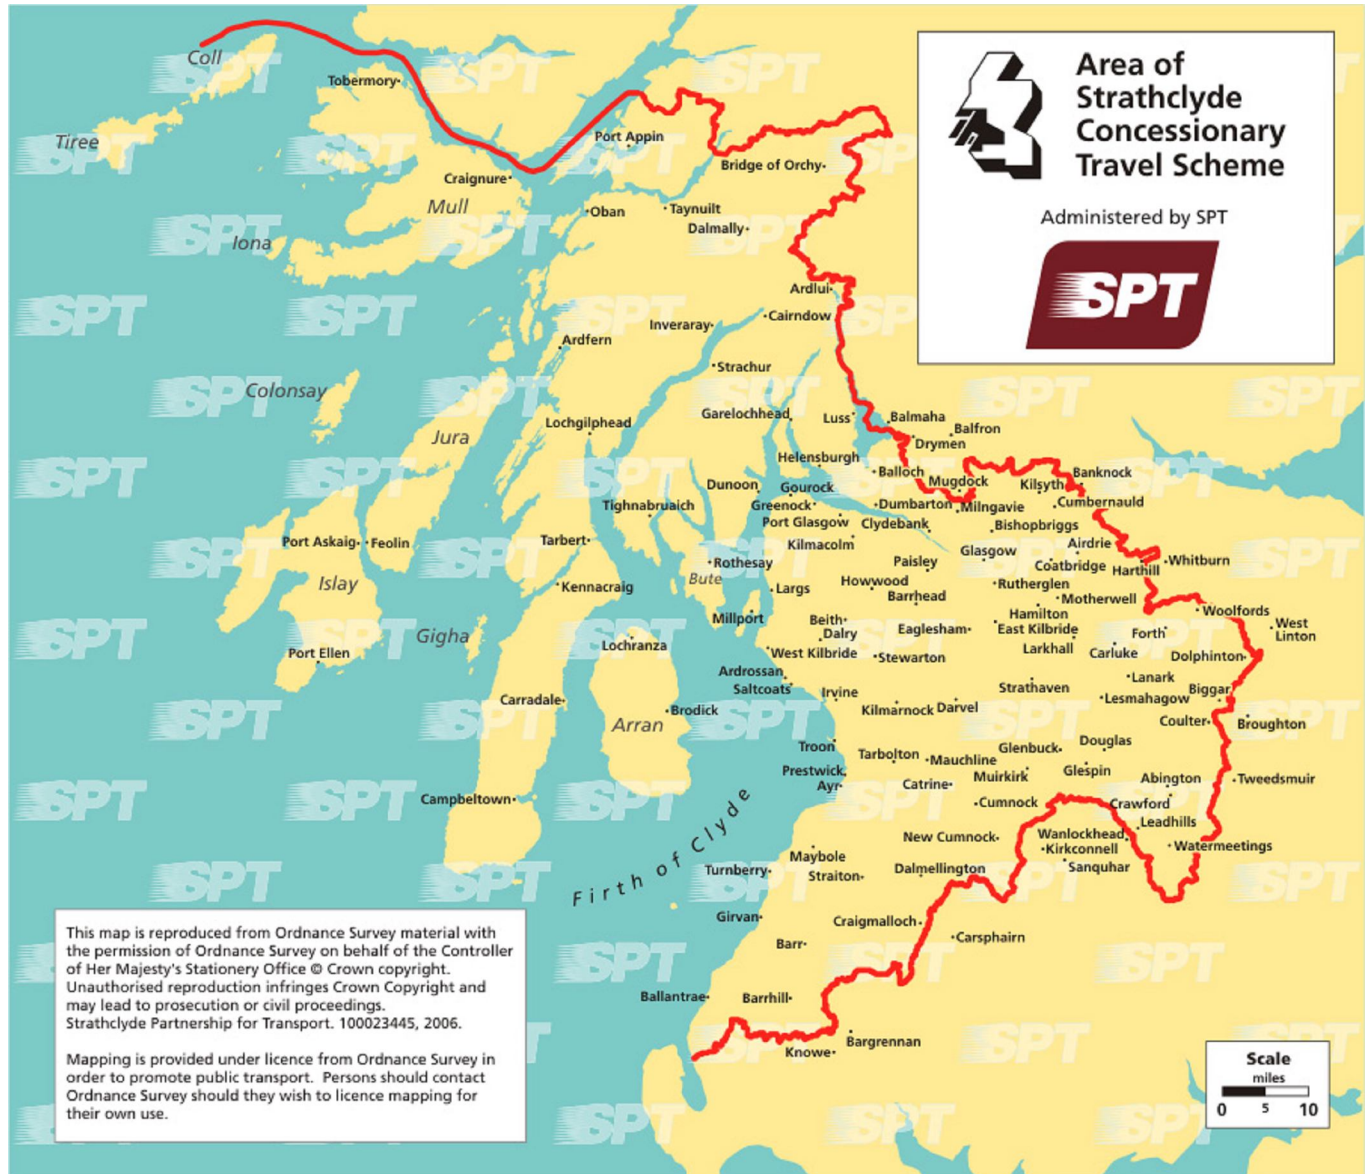 Coll
Tobermory
Tiree
Port Appin
Bridge of Orchy
Craignure
Mull
Oban
Taynuilt
Dalmally
Iona
Area of
Strathclyde
Concessionary
Travel Scheme
Administered by SPT
SPT
Ardlui
Cairndow
Inveraray
Ardfern
Strachur
Colonsay
Garelochhead
Luss
Balmaha
Balfron
Drymen
Lochgilphead
Jura
Helensburgh
Balloch
Mugdock
Banknock
Kilsyth
Dunoon
Gourock
Greenock
Dumbarton
Milngavie
Cumbernauld
Tighnabruaich
Port Glasgow
Clydebank
Bishopbriggs
Port Askaig
Feolin
Tarbert
Kilmacolm
Glasgow
Airdrie
Coatbridge
Harthill
Whitburn
Islay
Kennacraig
Rothesay
Bute
Paisley
Howwood
Barrhead
Rutherglen
Motherwell
Largs
Millport
Beith
Dalry
Eaglesham
Hamilton
East Kilbride
Larkhall
Forth
Carluke
Woolfords
West
Linton
Dolphinton
Gigha
Port Ellen
Lochranza
West Kilbride
Stewarton
Ardrossan
Saltcoats
Irvine
Strathaven
Lanark
Lesmahagow
Biggar
Carradale
Brodick
Arran
Kilmarnock
Darvel
Coulter
Broughton
Troon
Tarbolton
Mauchline
Glenbuck
Douglas
Prestwick
Ayr
Catrine
Muirkirk
Glespin
Abington
Tweedsmuir
Campbeltown
Cumnock
Crawford
Leadhills
Firth of Clyde
New Cumnock
Wanlockhead
Kirkconnell
Watermeetings
Maybole
Turnberry
Straiton
Dalmellington
Sanquhar
Girvan
Craigmalloch
Barr
Carsphairn
Ballantrae
Barrhill
Knowe
Bargrennan
This map is reproduced from Ordnance Survey material with
the permission of Ordnance Survey on behalf of the Controller
of Her Majesty's Stationery Office © Crown copyright.
Unauthorised reproduction infringes Crown Copyright and
may lead to prosecution or civil proceedings.
Strathclyde Partnership for Transport. 100023445, 2006.
Mapping is provided under licence from Ordnance Survey in
order to promote public transport.  Persons should contact
Ordnance Survey should they wish to licence mapping for
their own use.
Scale
miles
0 5 10